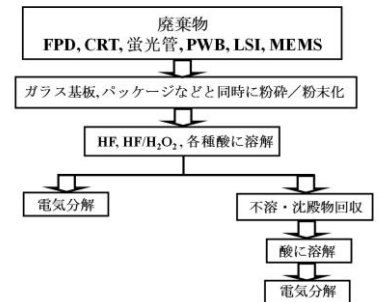 廃棄物
FPD, CRT, 蛍光管, PWB, LSI, MEMS
ガラス基板, パッケージなどと同時に粉砕／粉末化
HF, HF/H₂O₂, 各種酸に溶解
電気分解
不溶・沈殿物回収
酸に溶解
電気分解